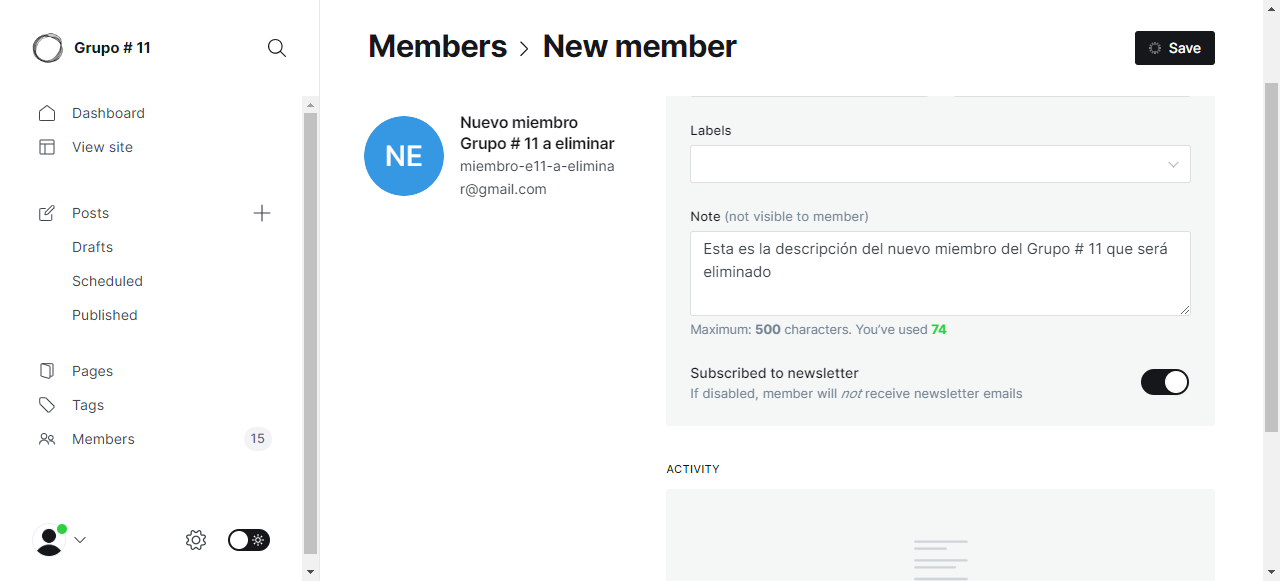 Grupo # 11
Dashboard
View site
Posts
Drafts
Scheduled
Published
Pages
Tags
Members 15
Members > New member
Save
NE
Nuevo miembro
Grupo # 11 a eliminar
miembro-e11-a-elimina
r@gmail.com
Labels
Note (not visible to member)
Esta es la descripción del nuevo miembro del Grupo # 11 que será
eliminado
Maximum: 500 characters. You've used 74
Subscribed to newsletter
If disabled, member will not receive newsletter emails
ACTIVITY